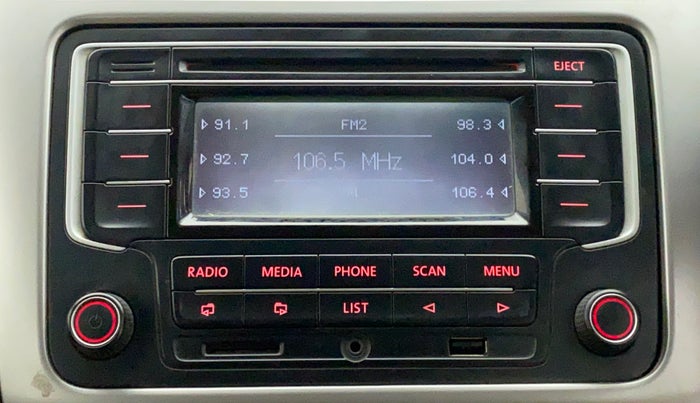 EJECT
91.1 FM2 98.3
92.7 106.5 MHz 104.0
93.5 106.4
RADIO MEDIA PHONE SCAN MENU
LIST